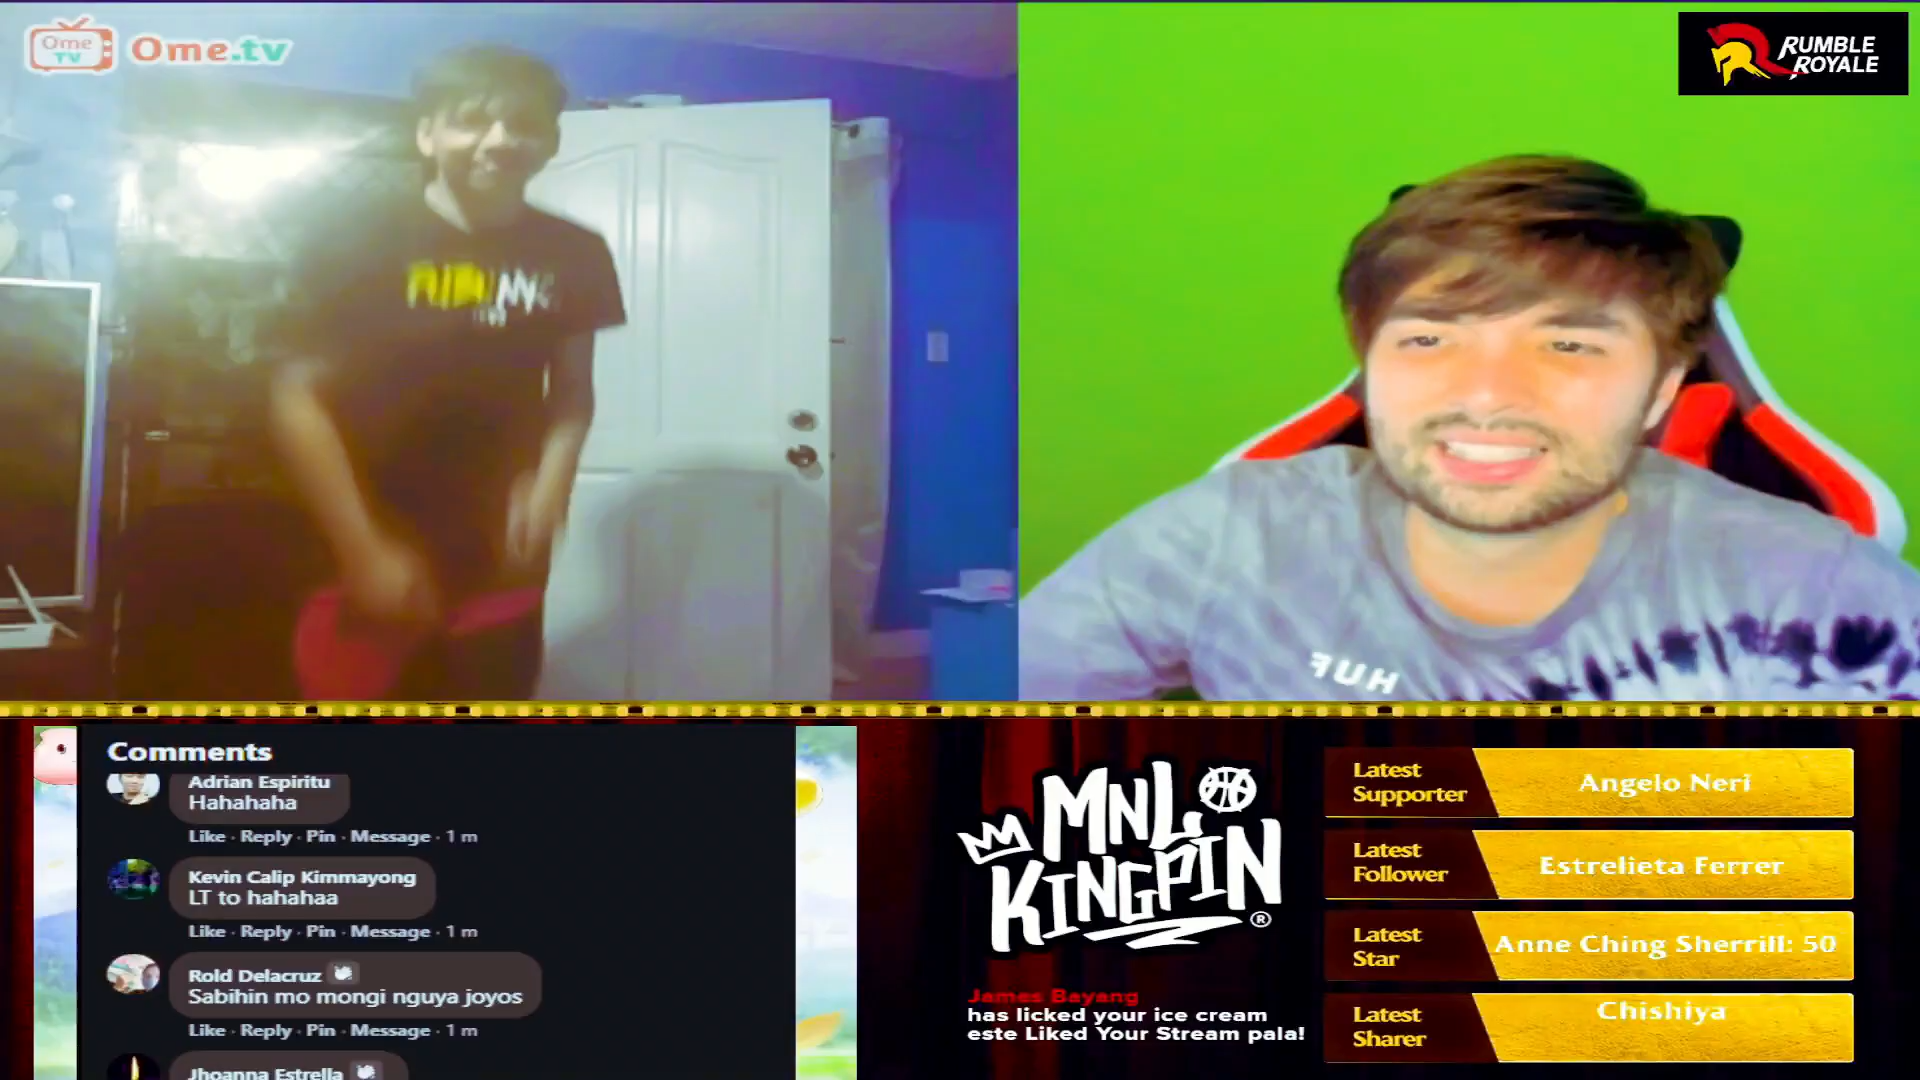 Ome TV
Ome.tv
RUMBLE
ROYALE
HUF
Comments
Adrian Espiritu
Hahahaha
Like · Reply · Pin · Message · 1 m
Kevin Calip Kimmayong
LT to hahahaa
Like · Reply · Pin · Message · 1 m
Rold Delacruz
Sabihin mo mongi nguya joyos
Like · Reply · Pin · Message · 1 m
Jhoanna Estrella
MNL
KINGPIN®
James Bayang
has licked your ice cream
este Liked Your Stream pala!
Latest
Supporter
Angelo Neri
Latest
Follower
Estrelieta Ferrer
Latest
Star
Anne Ching Sherrill: 50
Latest
Sharer
Chishiya